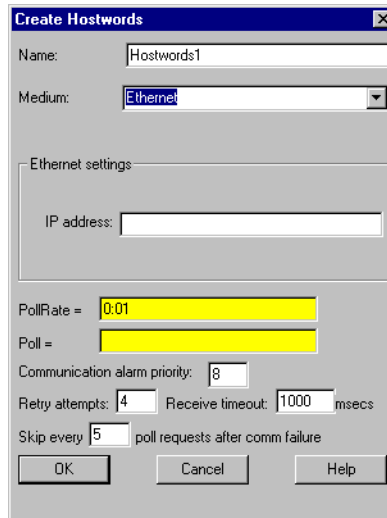 Create Hostwords
Name: Hostwords1
Medium: Ethernet
Ethernet settings
IP address:
PollRate = 0:01
Poll =
Communication alarm priority: 8
Retry attempts: 4 Receive timeout: 1000 msecs
Skip every 5 poll requests after comm failure
OK Cancel Help